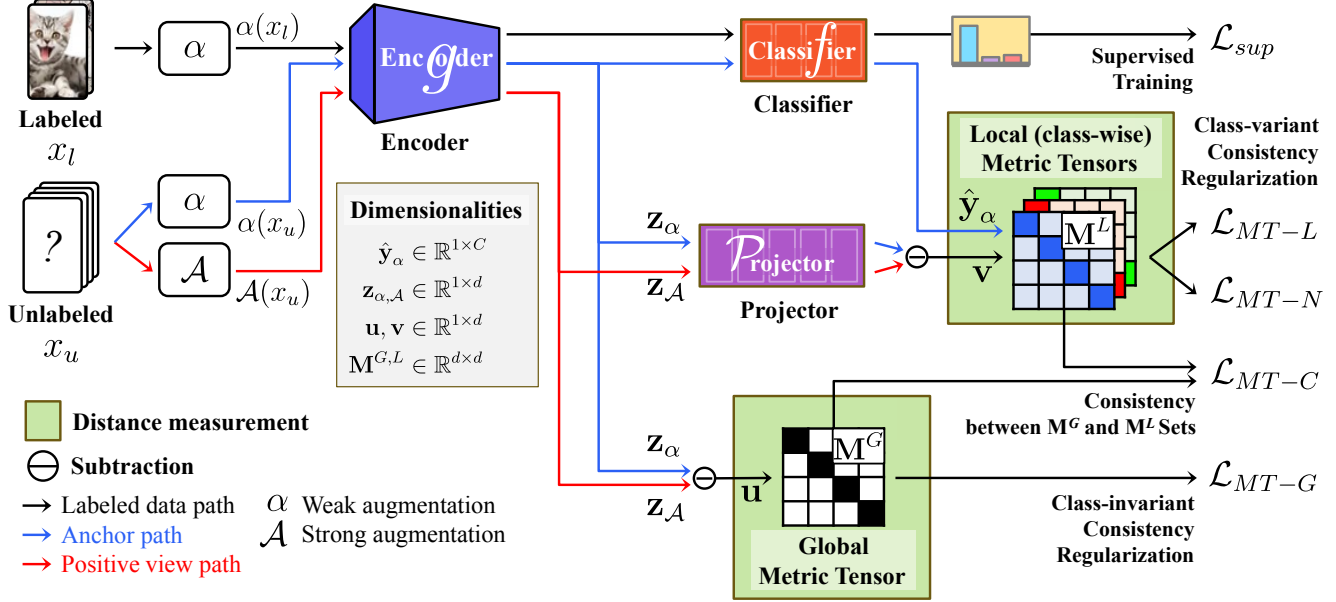 Labeled
x_l
α
α(x_l)
Encoder
g
Encoder
Classifier
Classifier
Supervised
Training
ℒ_{sup}
?
Unlabeled
x_u
α
α(x_u)
𝒜
𝒜(x_u)
Dimensionalities
ŷ_α ∈ ℝ^{1×C}
z_{α,𝒜} ∈ ℝ^{1×d}
u, v ∈ ℝ^{1×d}
M^{G,L} ∈ ℝ^{d×d}
z_α
z_𝒜
Projector
Projector
Local (class-wise)
Metric Tensors
ŷ_α
v
M^L
Class-variant
Consistency
Regularization
ℒ_{MT−L}
ℒ_{MT−N}
ℒ_{MT−C}
Consistency
between M^G and M^L Sets
z_α
z_𝒜
u
M^G
Global
Metric Tensor
ℒ_{MT−G}
Class-invariant
Consistency
Regularization
Distance measurement
Subtraction
Labeled data path
Anchor path
Positive view path
α Weak augmentation
𝒜 Strong augmentation